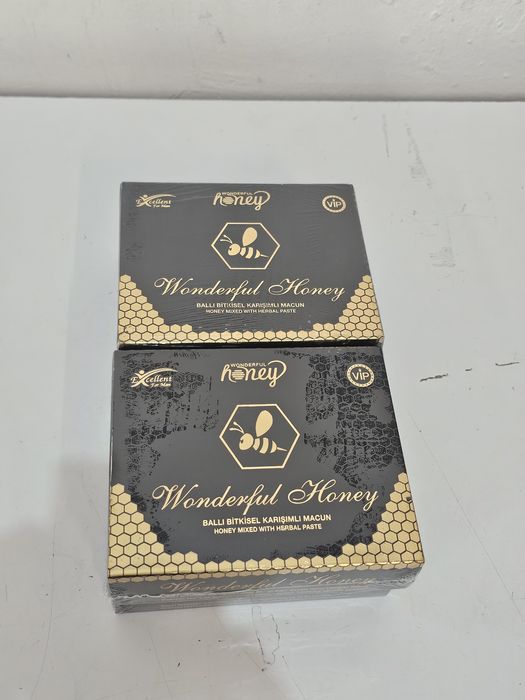 Excellent
For Man
WONDERFUL
honey
VIP
Wonderful Honey
BALLI BİTKİSEL KARIŞIMLI MACUN
HONEY MIXED WITH HERBAL PASTE
Excellent
For Man
WONDERFUL
honey
VIP
Wonderful Honey
BALLI BİTKİSEL KARIŞIMLI MACUN
HONEY MIXED WITH HERBAL PASTE
Wonderful Honey